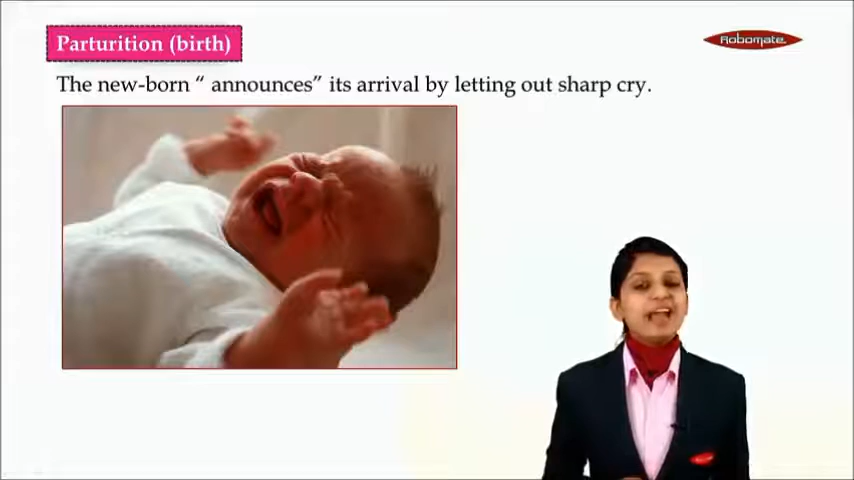 Parturition (birth)
Robomate
The new-born “ announces” its arrival by letting out sharp cry.